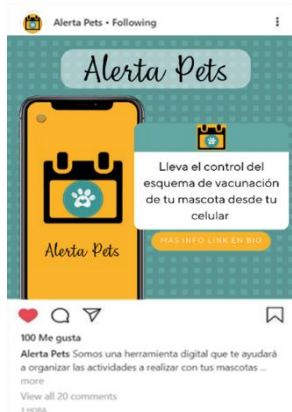 Alerta Pets • Following
Alerta Pets
Lleva el control del
esquema de vacunación
de tu mascota desde tu
celular
MAS INFO LINK EN BIO
Alerta Pets
100 Me gusta
Alerta Pets Somos una herramienta digital que te ayudará
a organizar las actividades a realizar con tus mascotas ...
more
View all 20 comments
1 HORA